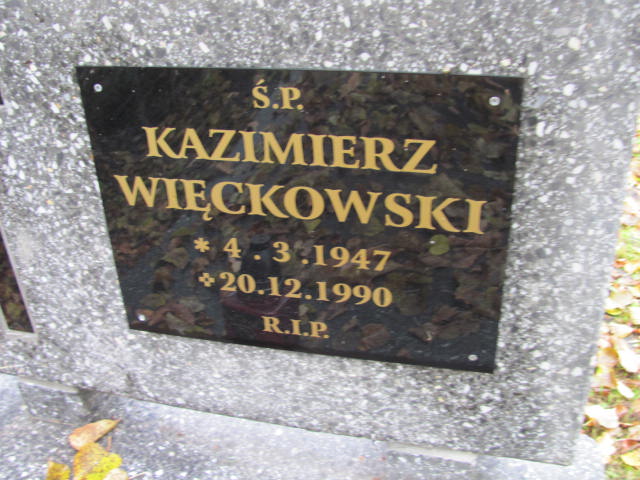 Ś.P.
KAZIMIERZ
WIĘCKOWSKI
* 4 . 3 . 1947
✣ 20.12.1990
R.I.P.